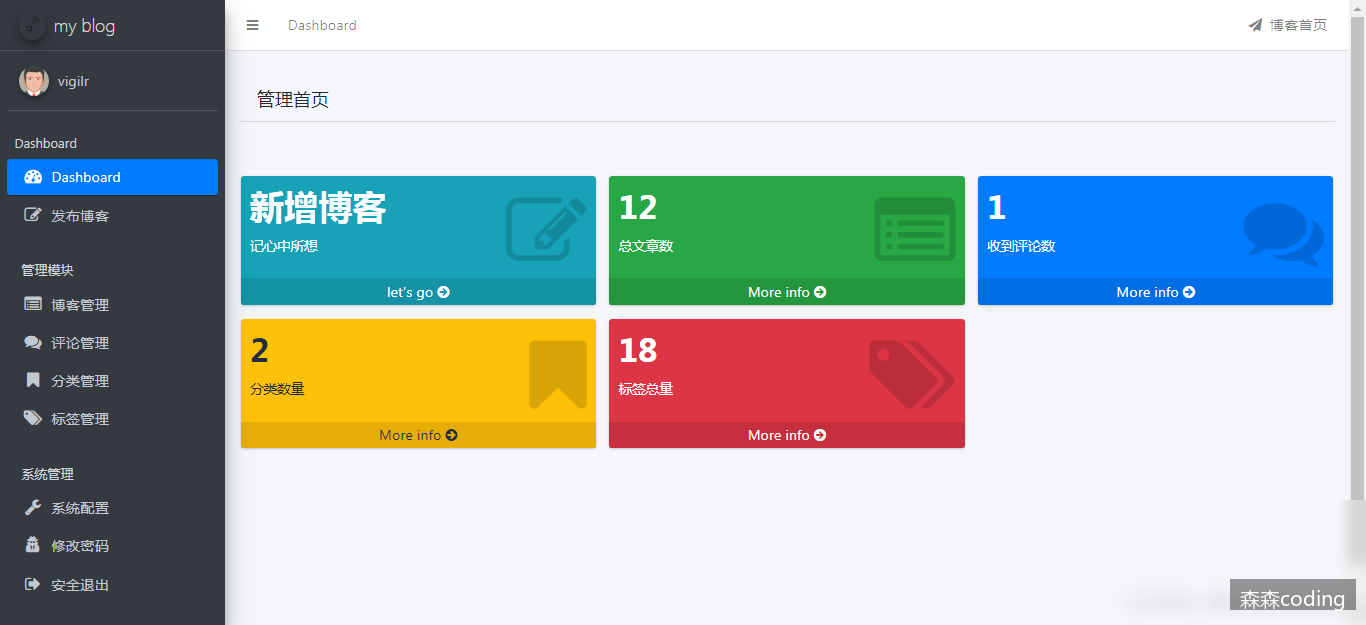 my blog
Dashboard
博客首页
vigilr
管理首页
Dashboard
Dashboard
发布博客
新增博客
记心中所想
let's go
12
总文章数
More info
1
收到评论数
More info
管理模块
博客管理
评论管理
分类管理
标签管理
2
分类数量
More info
18
标签总量
More info
系统管理
系统配置
修改密码
安全退出
森森coding